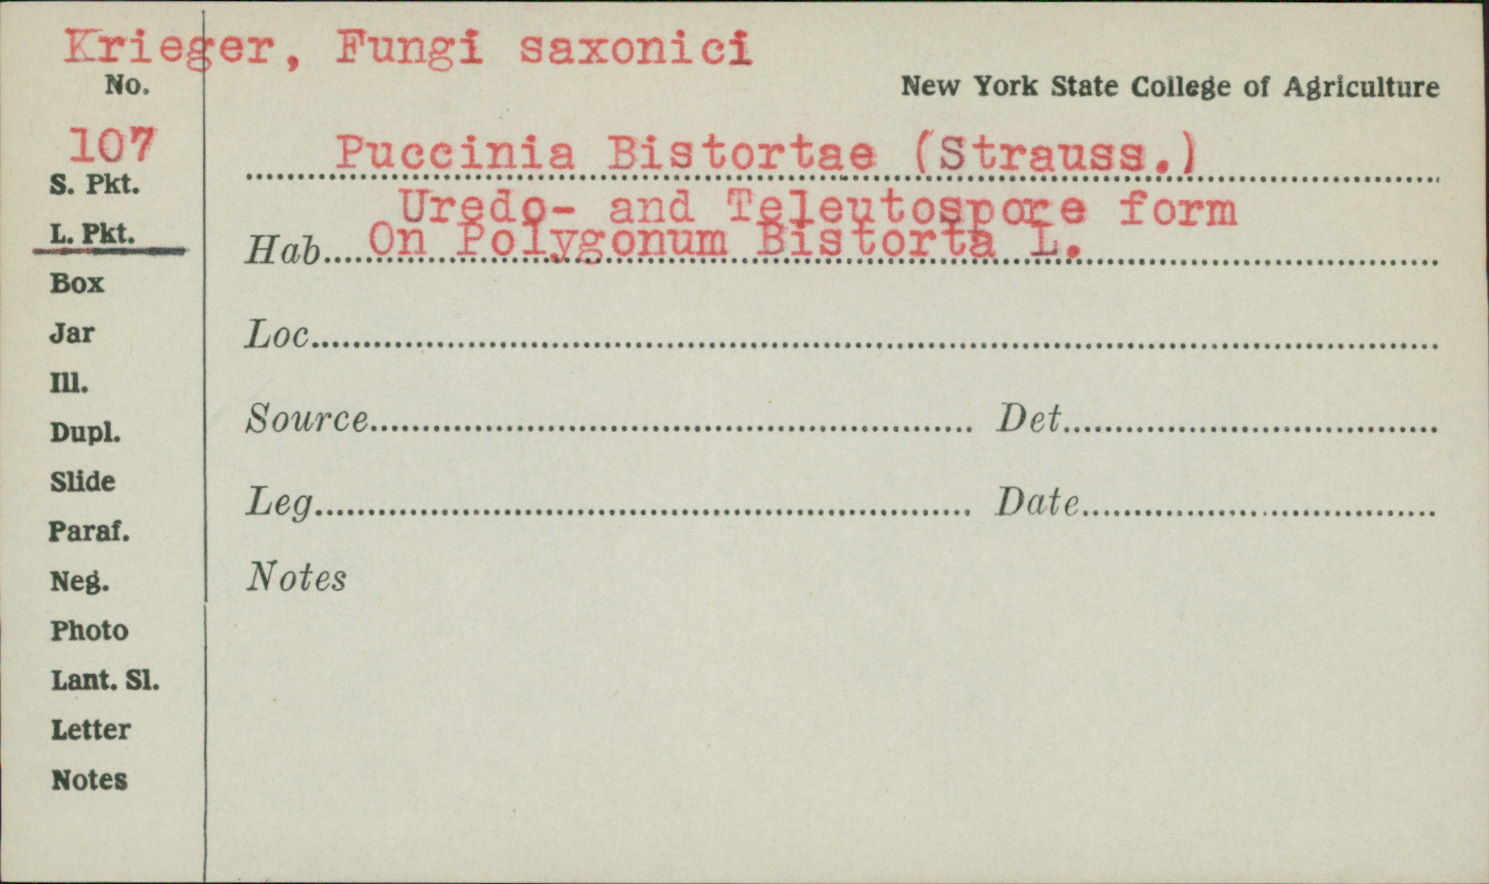 Krieger, Fungi saxonici
No.
New York State College of Agriculture
107
Puccinia Bistortae (Strauss.)
S. Pkt.
Uredo- and Teleutospore form
L. Pkt.
Hab. On Polygonum Bistorta L.
Box
Jar
Loc.
Ill.
Dupl.
Source Det.
Slide
Leg. Date
Paraf.
Neg.
Notes
Photo
Lant. Sl.
Letter
Notes